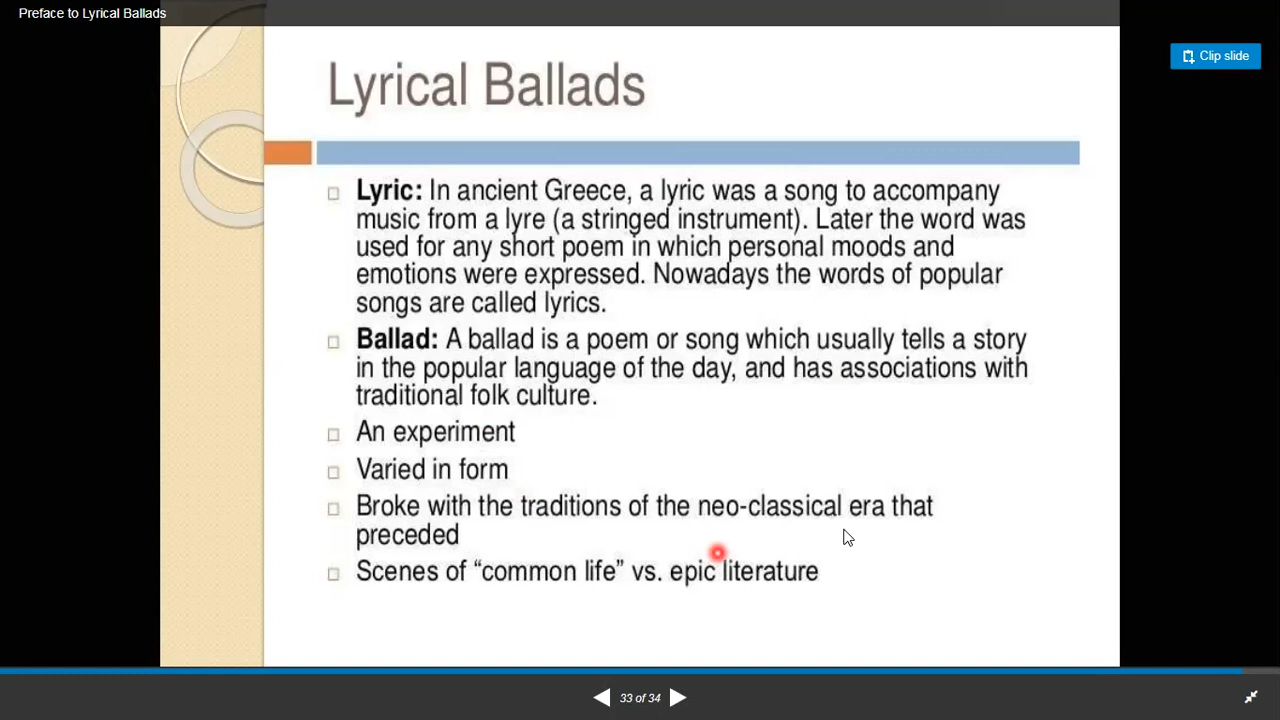 Preface to Lyrical Ballads
Clip slide
Lyrical Ballads
Lyric: In ancient Greece, a lyric was a song to accompany
music from a lyre (a stringed instrument). Later the word was
used for any short poem in which personal moods and
emotions were expressed. Nowadays the words of popular
songs are called lyrics.
Ballad: A ballad is a poem or song which usually tells a story
in the popular language of the day, and has associations with
traditional folk culture.
An experiment
Varied in form
Broke with the traditions of the neo-classical era that
preceded
Scenes of “common life” vs. epic literature
33 of 34